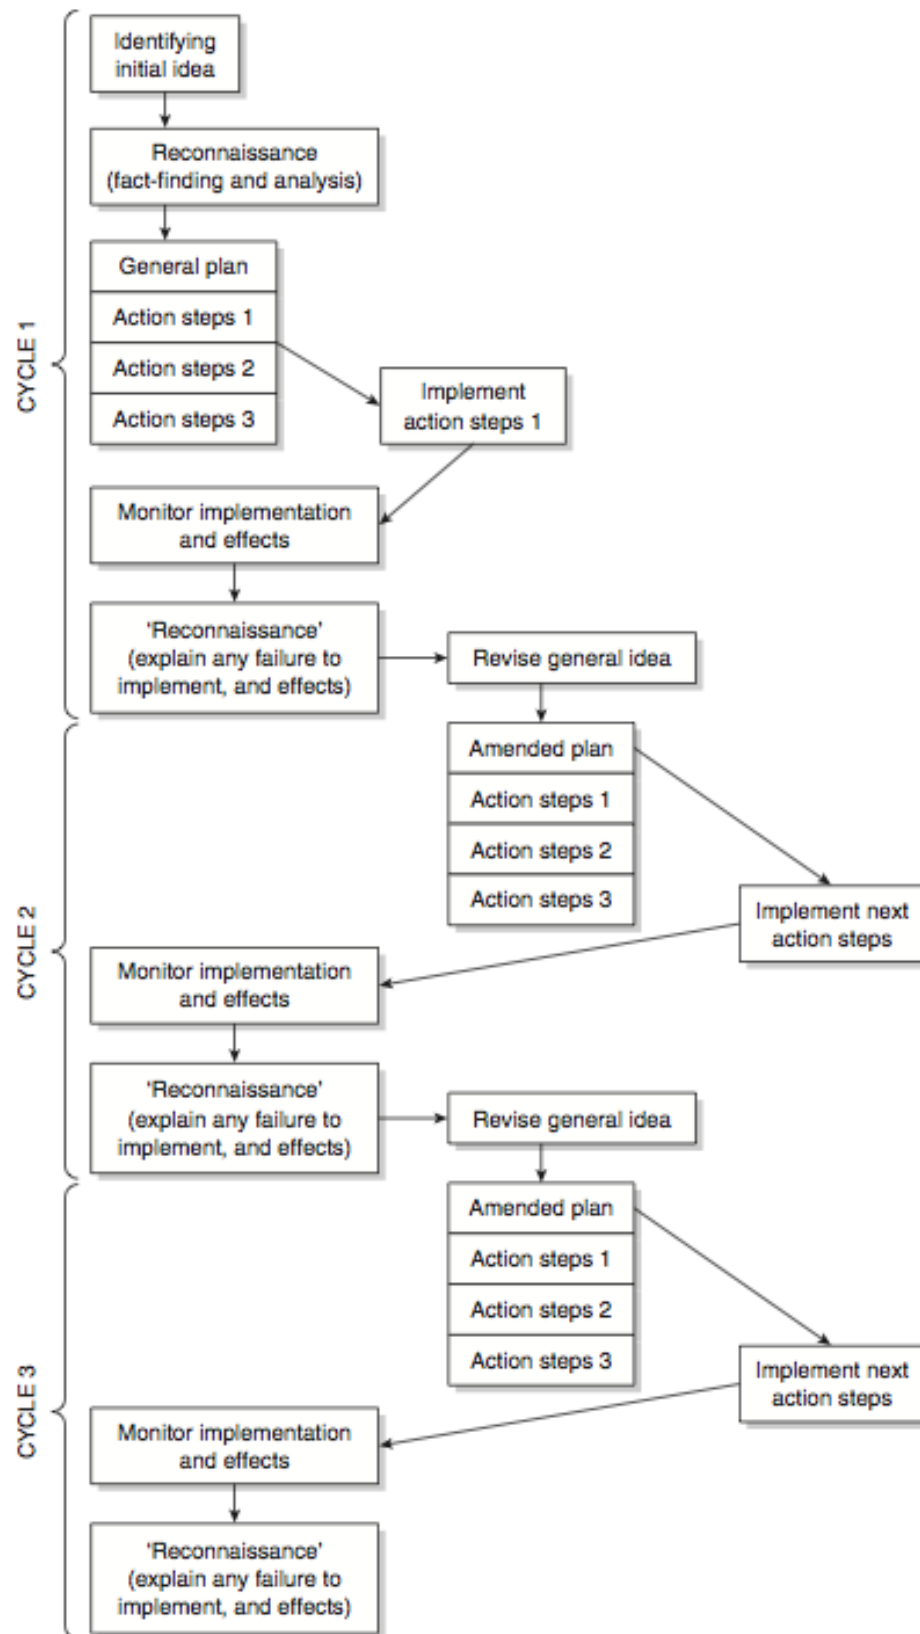 Identifying
initial idea
Reconnaissance
(fact-finding and analysis)
General plan
Action steps 1
Action steps 2
Action steps 3
CYCLE 1
Implement
action steps 1
Monitor implementation
and effects
'Reconnaissance'
(explain any failure to
implement, and effects)
Revise general idea
Amended plan
Action steps 1
Action steps 2
Action steps 3
CYCLE 2
Implement next
action steps
Monitor implementation
and effects
'Reconnaissance'
(explain any failure to
implement, and effects)
Revise general idea
Amended plan
Action steps 1
Action steps 2
Action steps 3
CYCLE 3
Implement next
action steps
Monitor implementation
and effects
'Reconnaissance'
(explain any failure to
implement, and effects)